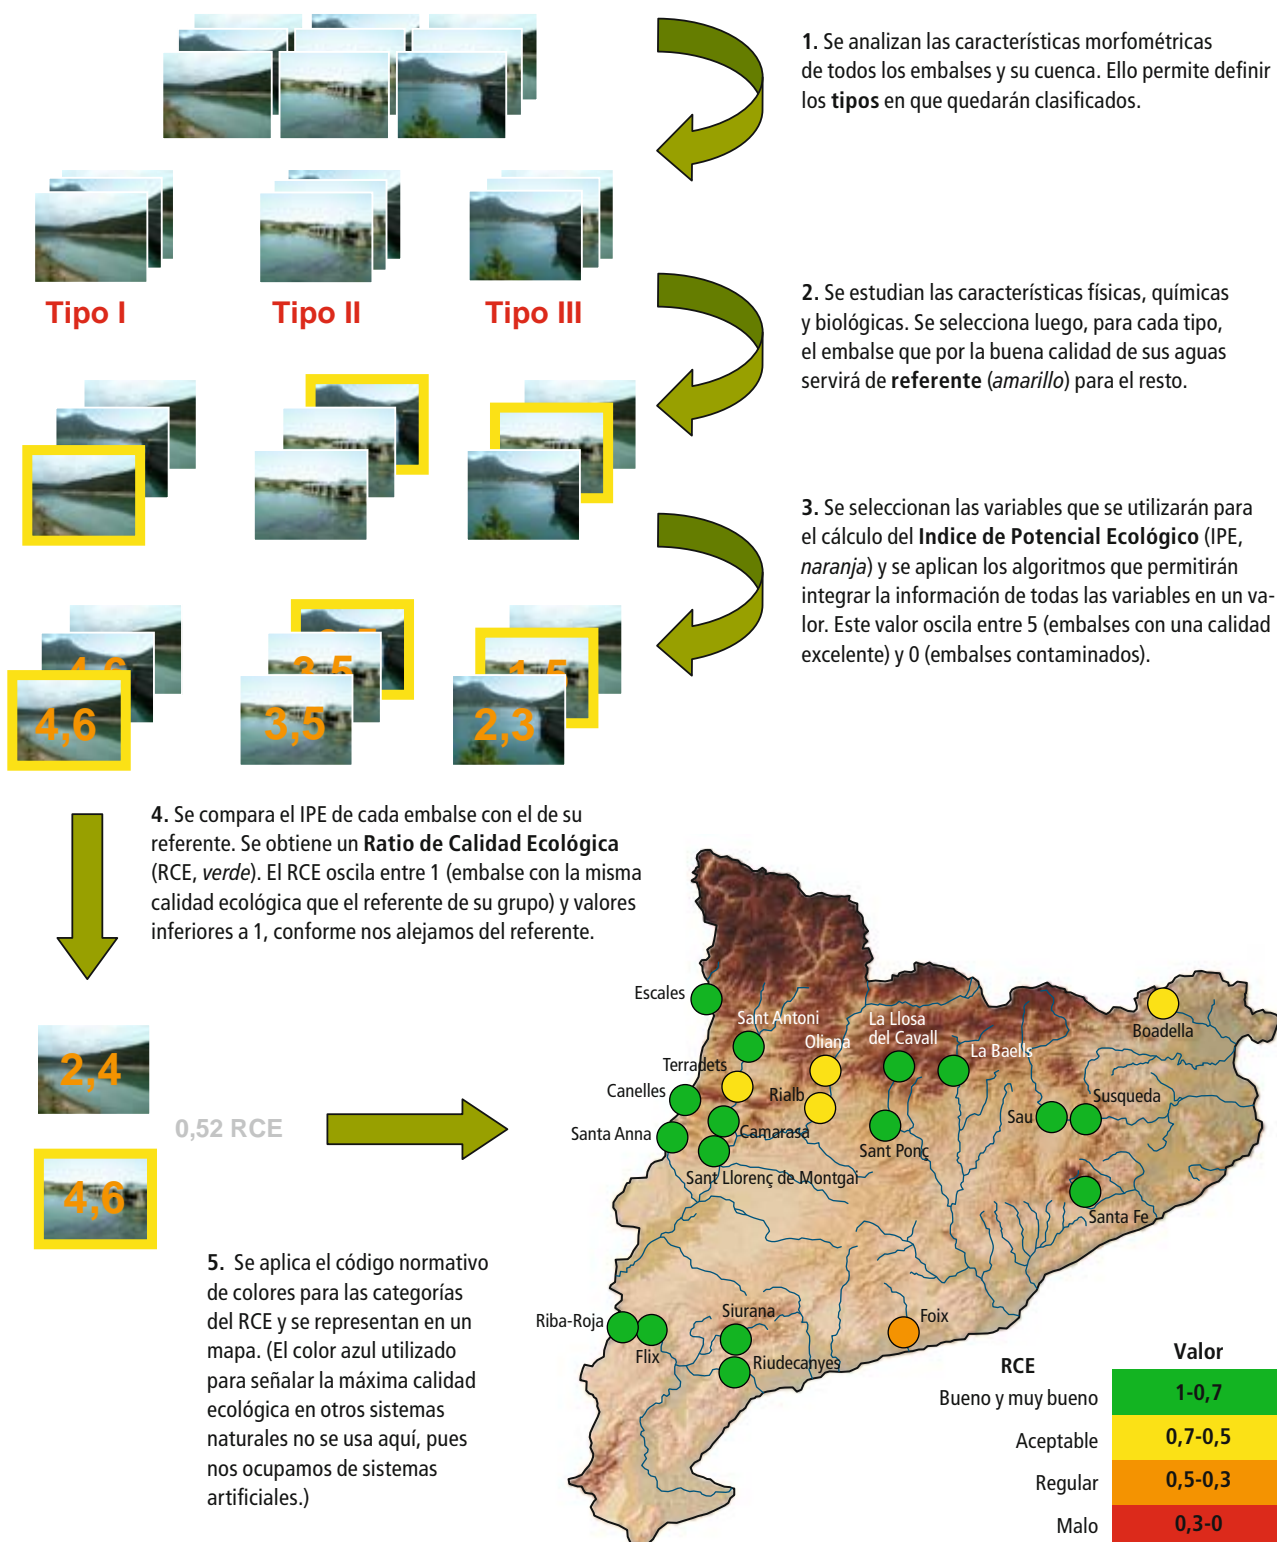 1. Se analizan las características morfométricas
de todos los embalses y su cuenca. Ello permite definir
los tipos en que quedarán clasificados.
Tipo I
Tipo II
Tipo III
2. Se estudian las características físicas, químicas
y biológicas. Se selecciona luego, para cada tipo,
el embalse que por la buena calidad de sus aguas
servirá de referente (amarillo) para el resto.
3. Se seleccionan las variables que se utilizarán para
el cálculo del Indice de Potencial Ecológico (IPE,
naranja) y se aplican los algoritmos que permitirán
integrar la información de todas las variables en un va-
lor. Este valor oscila entre 5 (embalses con una calidad
excelente) y 0 (embalses contaminados).
4,6
4,6
3,5
3,5
1,5
2,3
4. Se compara el IPE de cada embalse con el de su
referente. Se obtiene un Ratio de Calidad Ecológica
(RCE, verde). El RCE oscila entre 1 (embalse con la misma
calidad ecológica que el referente de su grupo) y valores
inferiores a 1, conforme nos alejamos del referente.
2,4
0,52 RCE
4,6
5. Se aplica el código normativo
de colores para las categorías
del RCE y se representan en un
mapa. (El color azul utilizado
para señalar la máxima calidad
ecológica en otros sistemas
naturales no se usa aquí, pues
nos ocupamos de sistemas
artificiales.)
Escales
Sant Antoni
La Llosa
del Cavall
Boadella
Oliana
La Baells
Terradets
Canelles
Rialb
Susqueda
Sau
Santa Anna
Camarasa
Sant Ponç
Sant Llorenç de Montgai
Santa Fe
Riba-Roja
Flix
Siurana
Foix
Riudecanyes
RCE
Valor
Bueno y muy bueno
1-0,7
Aceptable
0,7-0,5
Regular
0,5-0,3
Malo
0,3-0